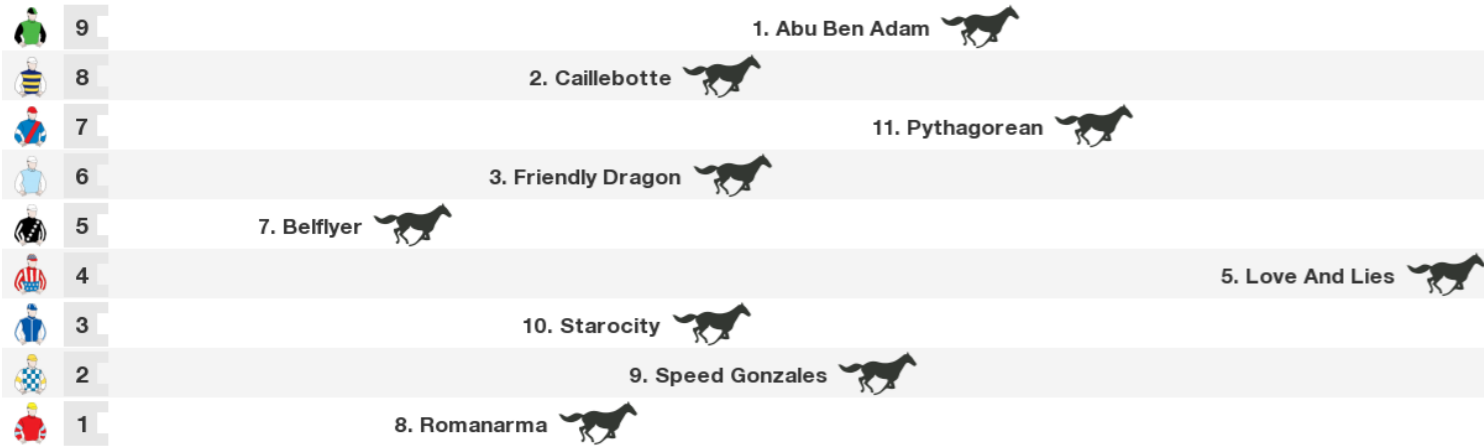 9 1. Abu Ben Adam
8 2. Caillebotte
7 11. Pythagorean
6 3. Friendly Dragon
5 7. Belflyer
4 5. Love And Lies
3 10. Starocity
2 9. Speed Gonzales
1 8. Romanarma